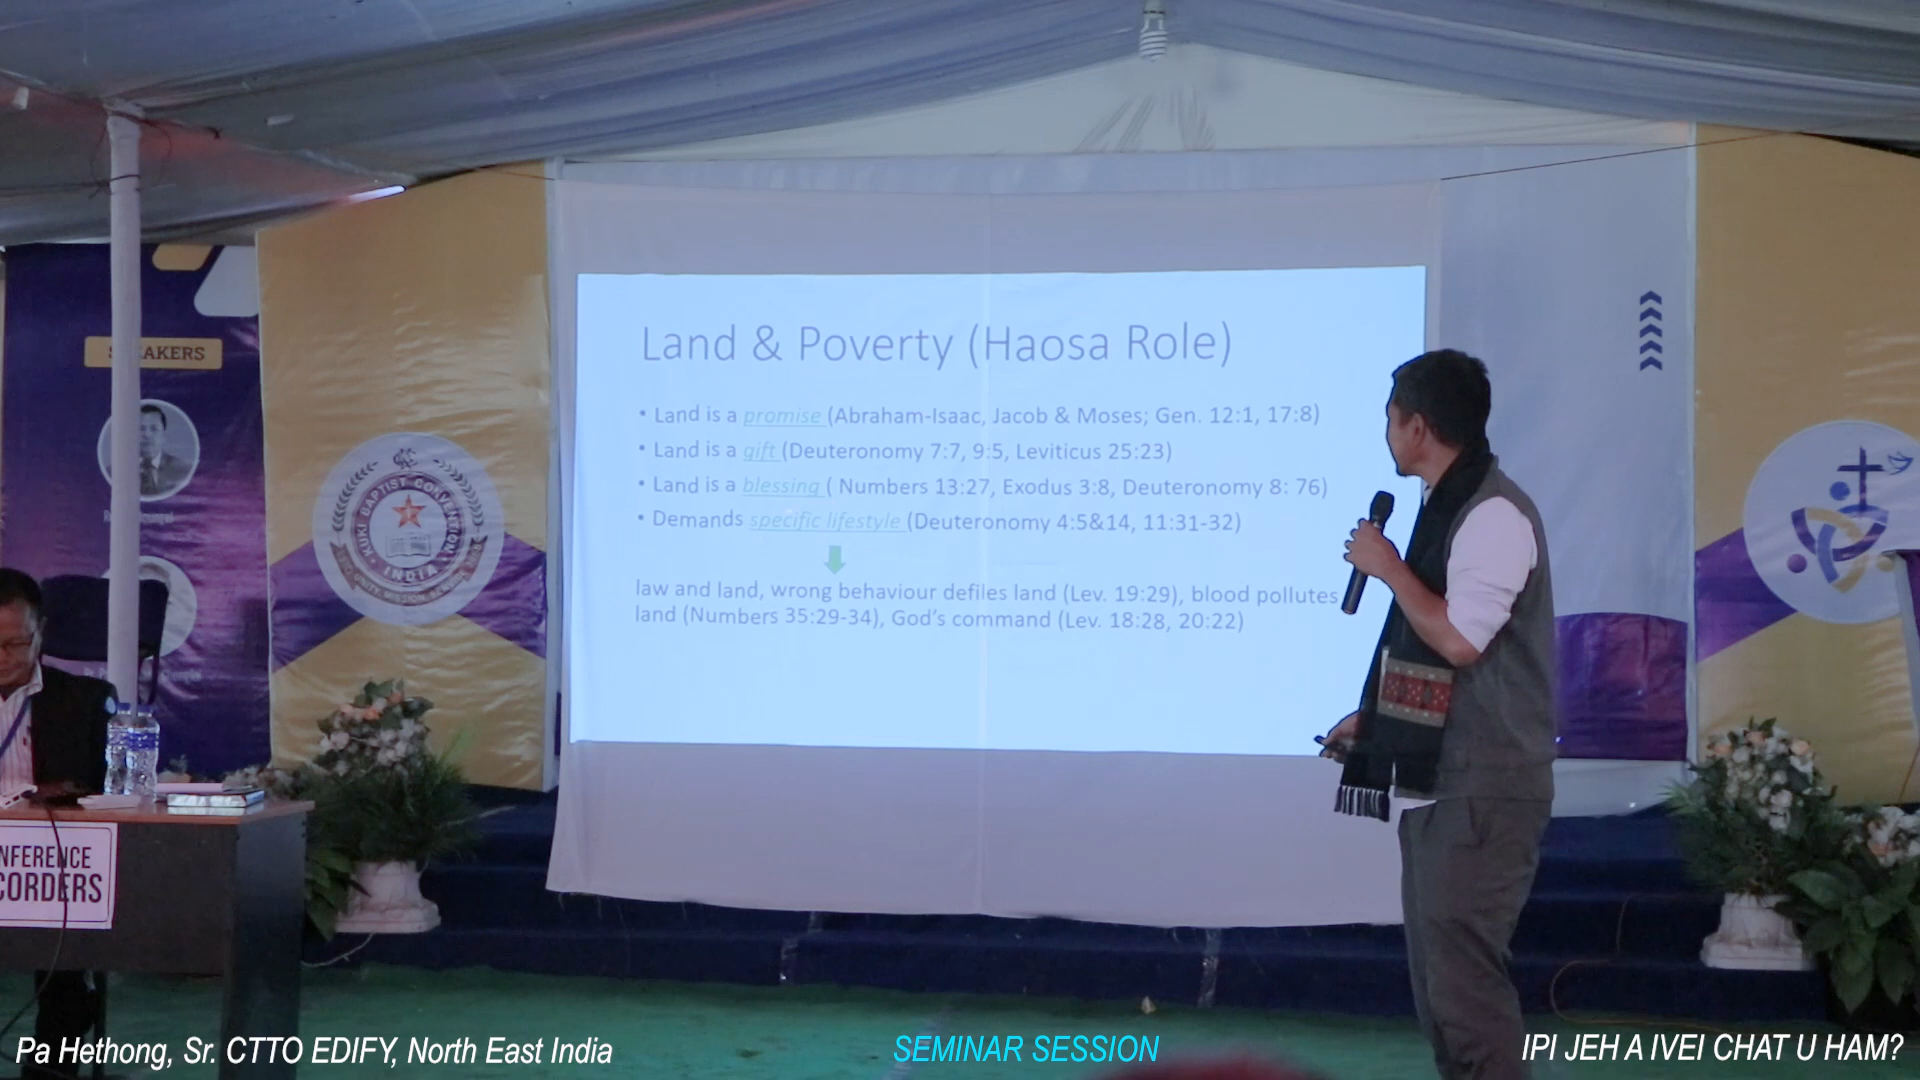 SPEAKERS
KUKI BAPTIST CONVENTION
INDIA
Land & Poverty (Haosa Role)
• Land is a promise (Abraham-Isaac, Jacob & Moses; Gen. 12:1, 17:8)
• Land is a gift (Deuteronomy 7:7, 9:5, Leviticus 25:23)
• Land is a blessing ( Numbers 13:27, Exodus 3:8, Deuteronomy 8: 76)
• Demands specific lifestyle (Deuteronomy 4:5&14, 11:31-32)
law and land, wrong behaviour defiles land (Lev. 19:29), blood pollutes
land (Numbers 35:29-34), God's command (Lev. 18:28, 20:22)
NFERENCE
CORDERS
Pa Hethong, Sr. CTTO EDIFY, North East India
SEMINAR SESSION
IPI JEH A IVEI CHAT U HAM?